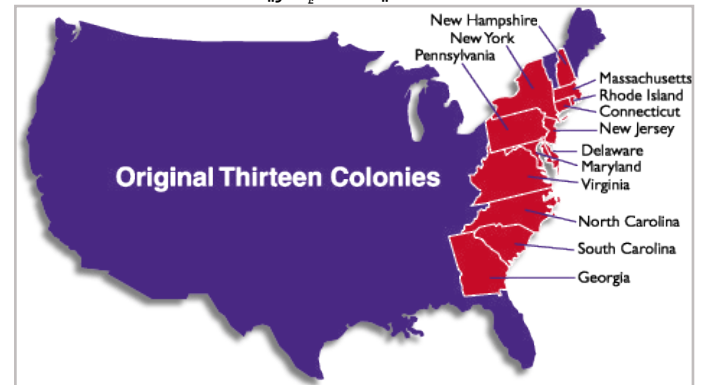 New Hampshire
New York
Pennsylvania
Massachusetts
Rhode Island
Connecticut
New Jersey
Delaware
Maryland
Virginia
Original Thirteen Colonies
North Carolina
South Carolina
Georgia